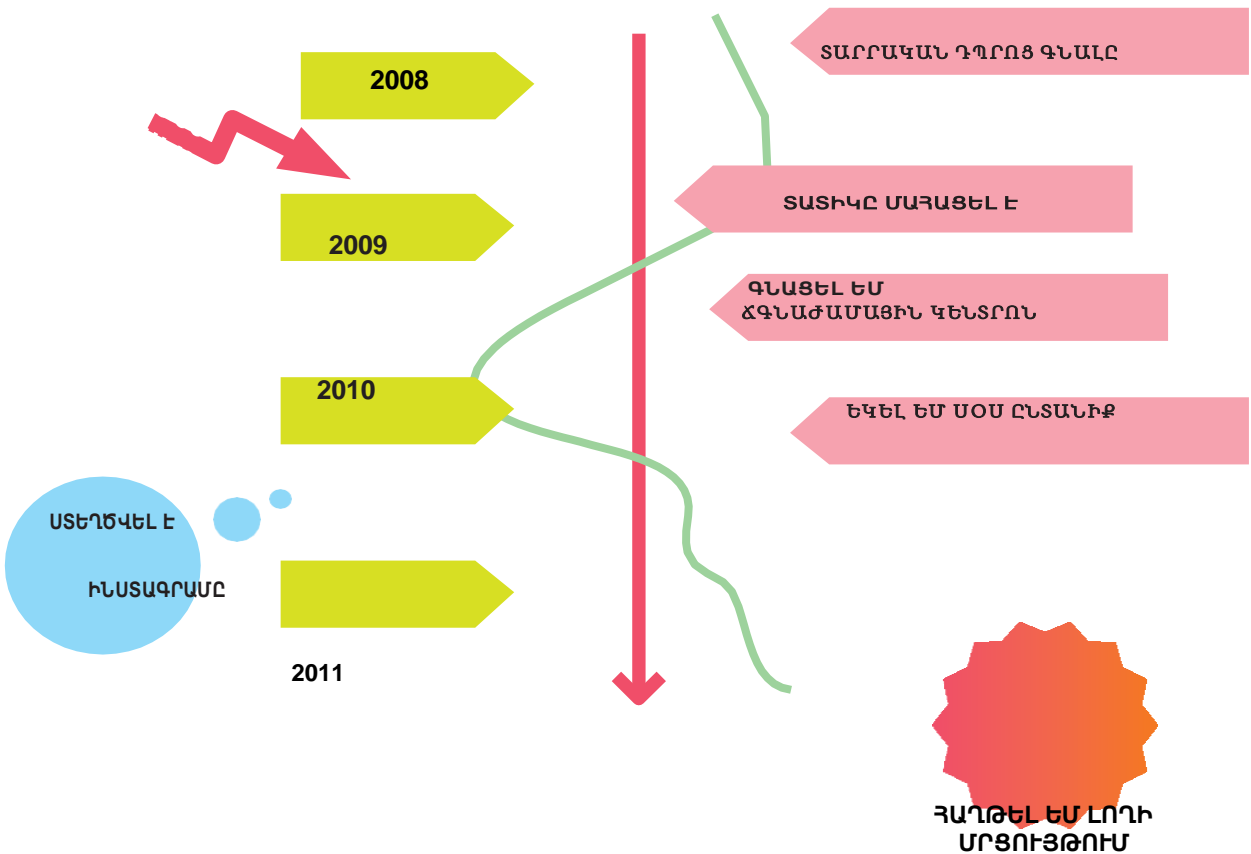 2008
ՏԱՐՐԱԿԱՆ ԴՊՐՈՑ ԳՆԱԼԸ
2009
ՏԱՏԻԿԸ ՄԱՀԱՑԵԼ Է
ԳՆԱՑԵԼ ԵՄ
ՃԳՆԱԺԱՄԱՅԻՆ ԿԵՆՏՐՈՆ
2010
ԵԿԵԼ ԵՄ ՍՕՍ ԸՆՏԱՆԻՔ
ՍՏԵՂԾՎԵԼ Է
ԻՆՍՏԱԳՐԱՄԸ
2011
ՀԱՂԹԵԼ ԵՄ ԼՈՂԻ
ՄՐՑՈՒՅԹՈՒՄ